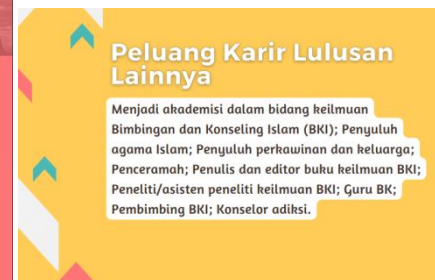 Peluang Karir Lulusan
Lainnya
Menjadi akademisi dalam bidang keilmuan
Bimbingan dan Konseling Islam (BKI); Penyuluh
agama Islam; Penyuluh perkawinan dan keluarga;
Penceramah; Penulis dan editor buku keilmuan BKI;
Peneliti/asisten peneliti keilmuan BKI; Guru BK;
Pembimbing BKI; Konselor adiksi.